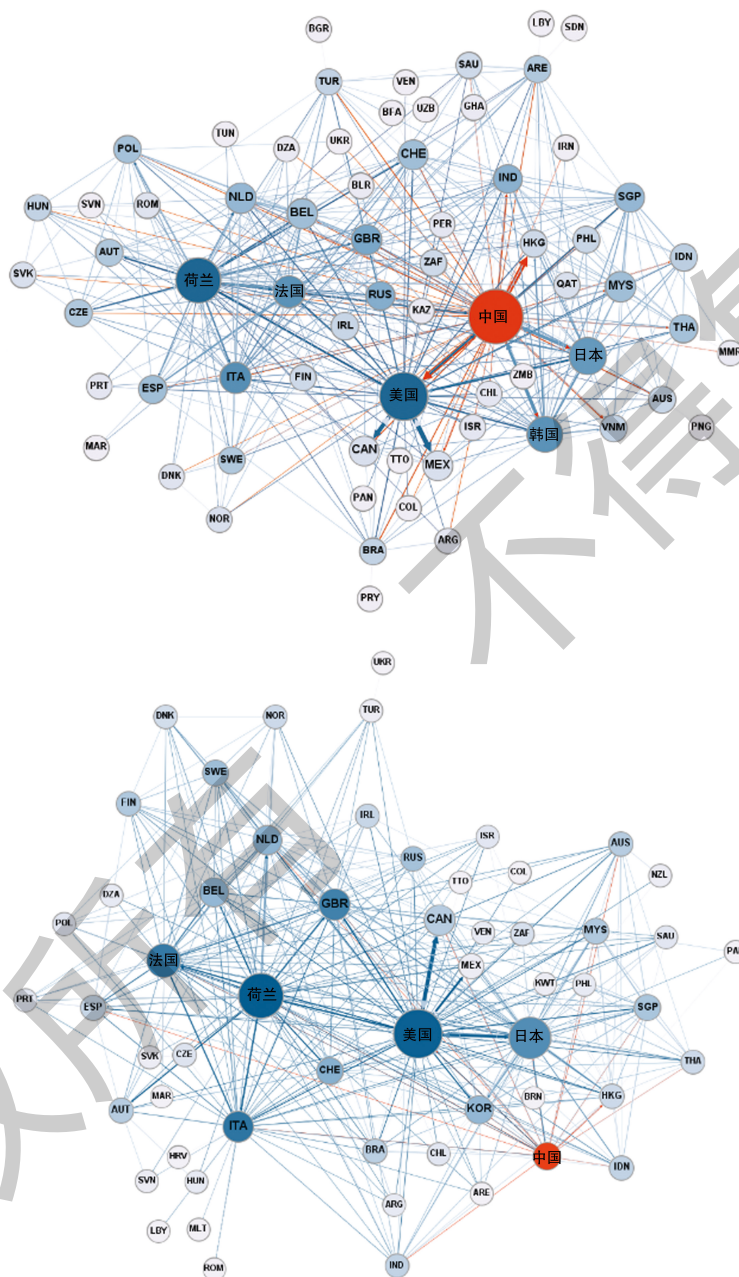 BGR
LBY
SDN
SAU
ARE
TUR
VEN
BFA
UZB
GHA
TUN
DZA
UKR
IRN
POL
CHE
BLR
IND
HUN
SVN
ROM
NLD
BEL
SGP
PER
GBR
HKG
PHL
AUT
ZAF
IDN
SVK
荷兰
法国
RUS
QAT
MYS
CZE
KAZ
中国
IRL
THA
MMR
日本
PRT
ESP
ITA
FIN
美国
CHL
ZMB
AUS
ISR
VNM
PNG
韩国
MAR
CAN
SWE
TTO
MEX
DNK
PAN
COL
NOR
BRA
ARG
PRY
不得
UKR
DNK
NOR
TUR
SWE
FIN
IRL
NLD
ISR
AUS
RUS
COL
NZL
BEL
TTO
DZA
GBR
POL
CAN
VEN
ZAF
MYS
SAU
法国
MEX
KWT
PHL
荷兰
PRT
ESP
SGP
美国
日本
SVK
CZE
CHE
THA
MAR
BRN
HKG
AUT
KOR
ITA
BRA
CHL
中国
HRV
IDN
SVN
HUN
ARE
ARG
LBY
MLT
IND
ROM
所有